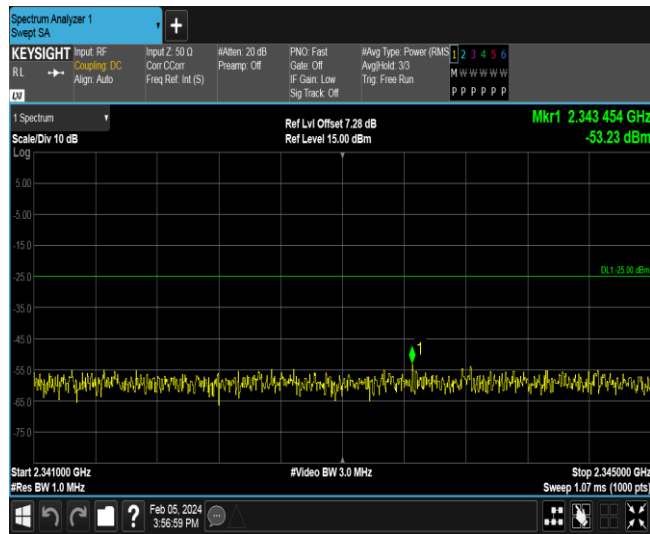 Spectrum Analyzer 1
Swept SA
+
KEYSIGHT
RL
LXI
Input: RF
Coupling: DC
Align: Auto
Input Z: 50 Ω
Corr CCorr
Freq Ref: Int (S)
#Atten: 20 dB
Preamp: Off
PNO: Fast
Gate: Off
IF Gain: Low
Sig Track: Off
#Avg Type: Power (RMS
Avg|Hold: 3/3
Trig: Free Run
1 2 3 4 5 6
M W W W W W
P P P P P P
1 Spectrum
Scale/Div 10 dB
Log
Ref Lvl Offset 7.28 dB
Ref Level 15.00 dBm
Mkr1 2.343 454 GHz
-53.23 dBm
5.00
-5.00
-15.0
-25.0
DL1 -25.00 dBm
-35.0
-45.0
1
-55.0
-65.0
-75.0
Start 2.341000 GHz
#Res BW 1.0 MHz
#Video BW 3.0 MHz
Stop 2.345000 GHz
Sweep 1.07 ms (1000 pts)
?
Feb 05, 2024
3:56:59 PM